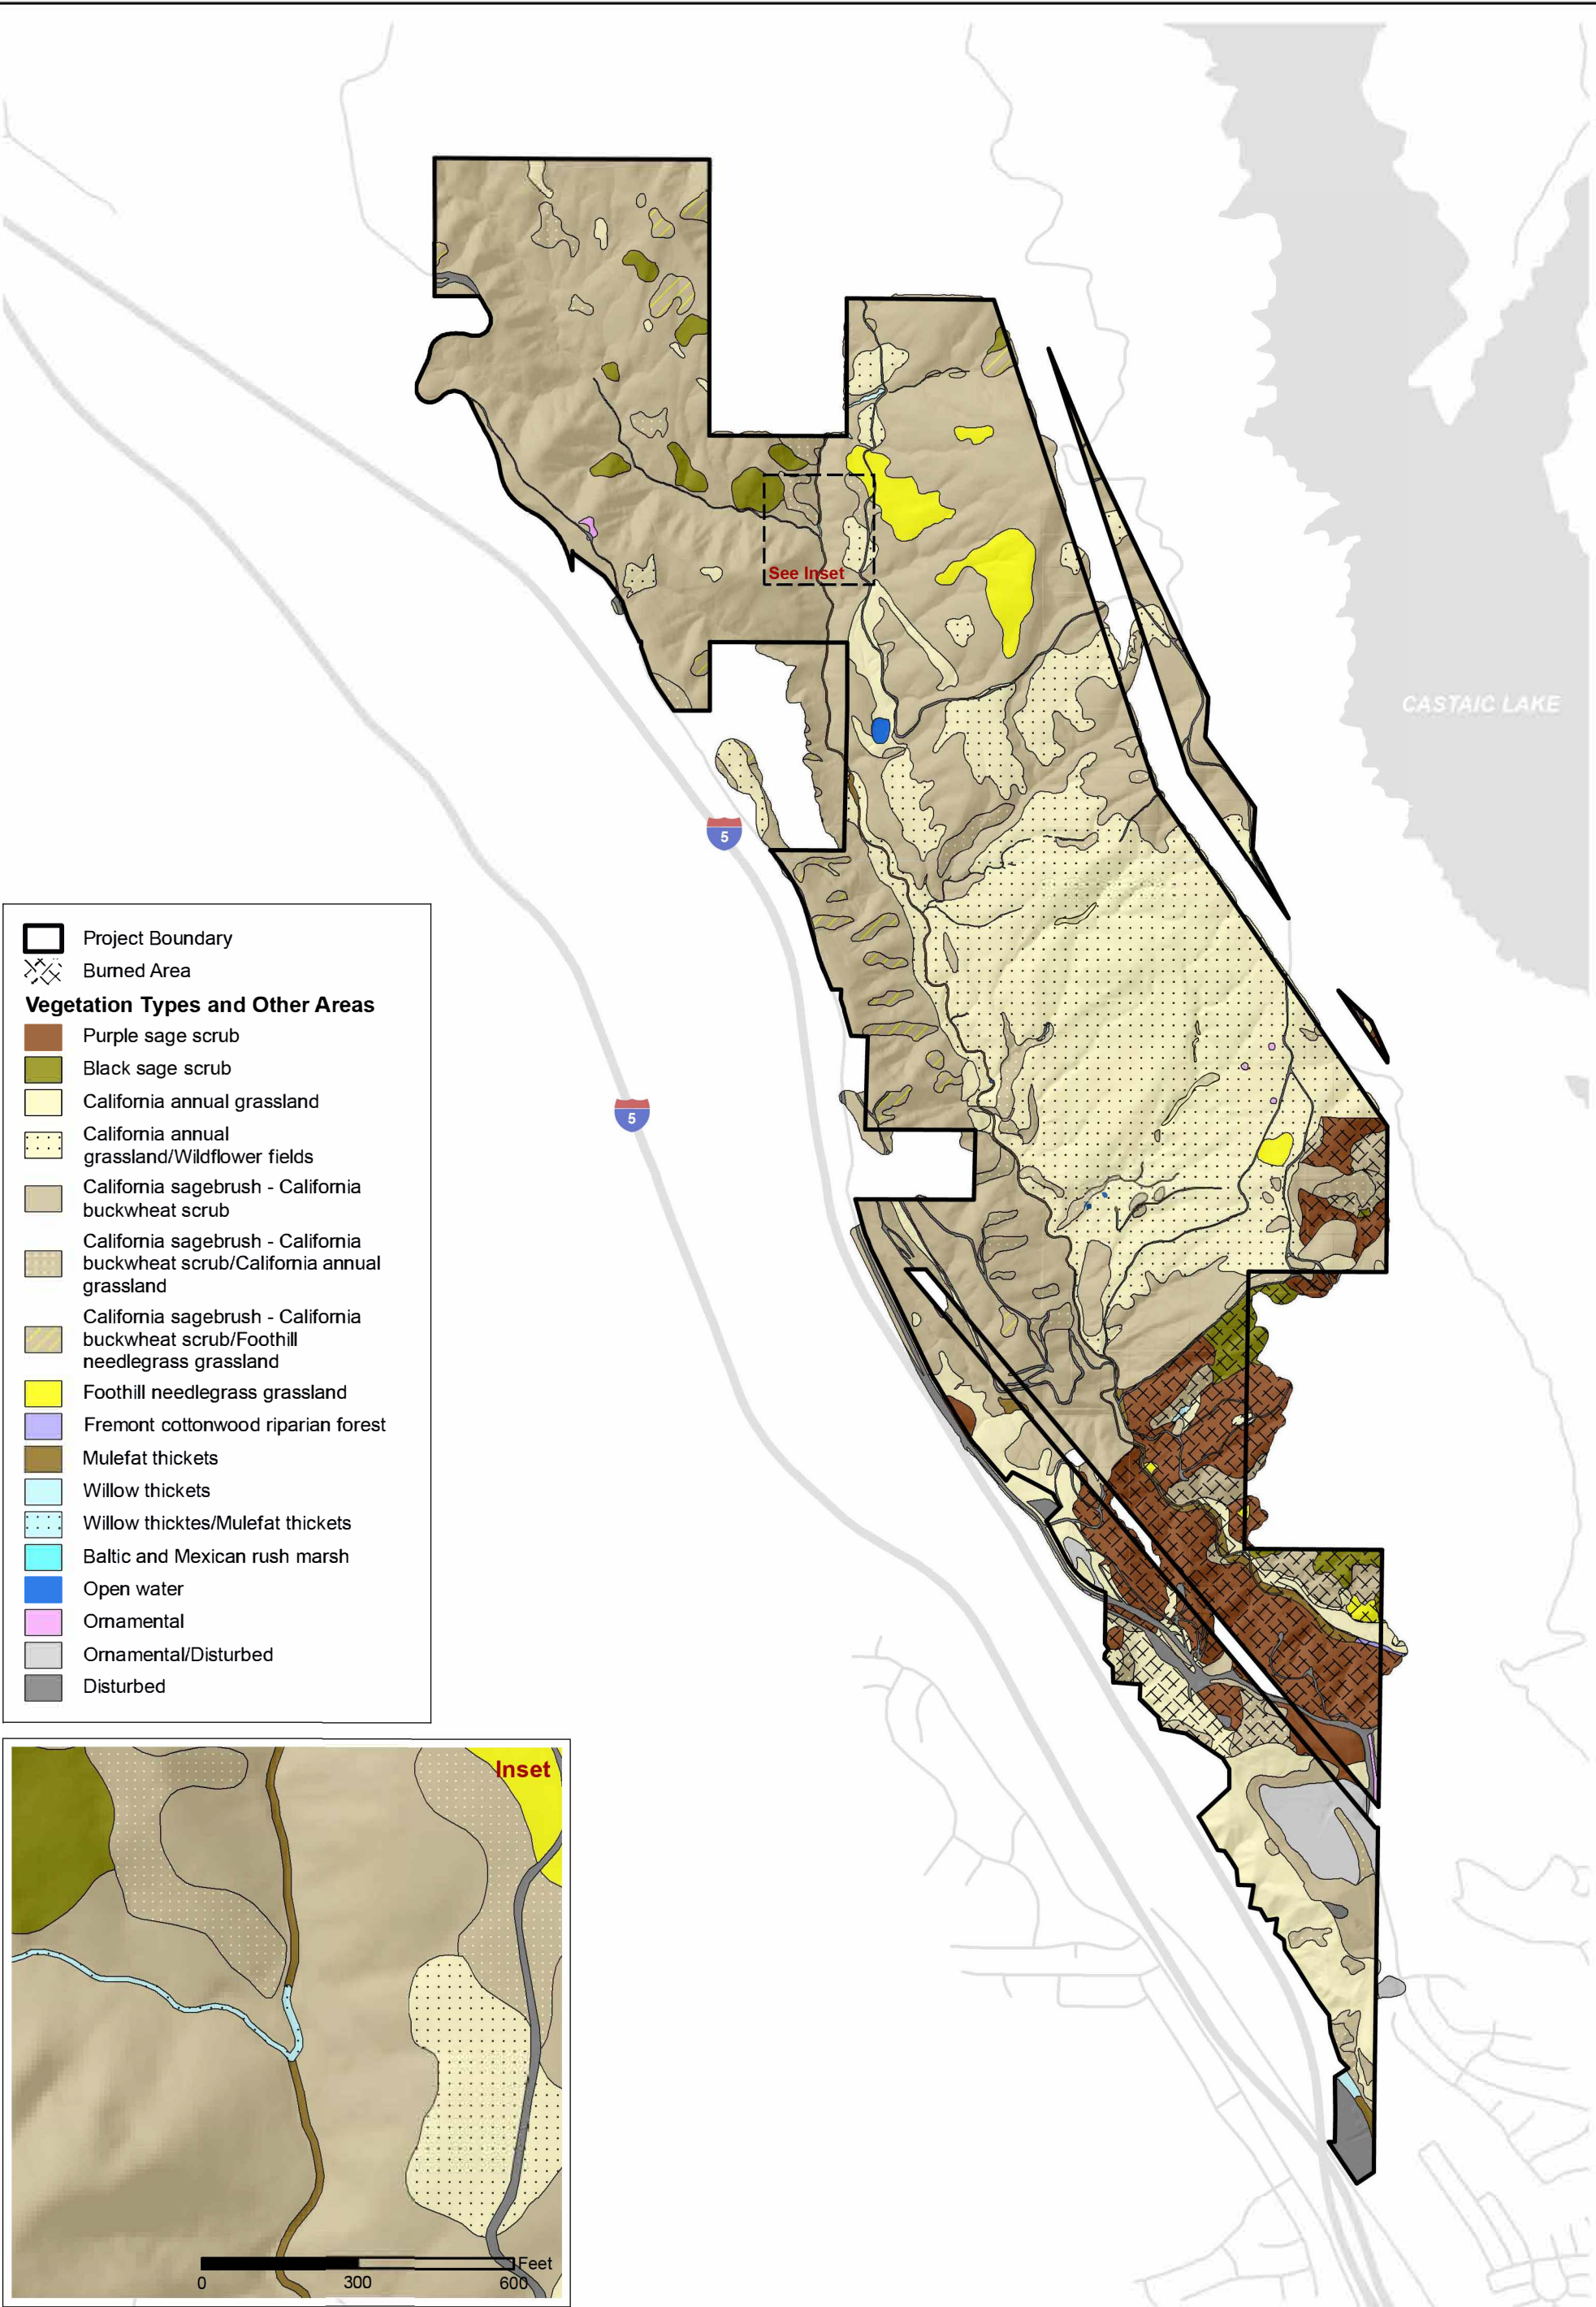 See Inset
CASTAIC LAKE
5
5
Project Boundary
Burned Area
Vegetation Types and Other Areas
Purple sage scrub
Black sage scrub
California annual grassland
California annual
grassland/Wildflower fields
California sagebrush - California
buckwheat scrub
California sagebrush - California
buckwheat scrub/California annual
grassland
California sagebrush - California
buckwheat scrub/Foothill
needlegrass grassland
Foothill needlegrass grassland
Fremont cottonwood riparian forest
Mulefat thickets
Willow thickets
Willow thicktes/Mulefat thickets
Baltic and Mexican rush marsh
Open water
Ornamental
Ornamental/Disturbed
Disturbed
Inset
Feet
0 300 600